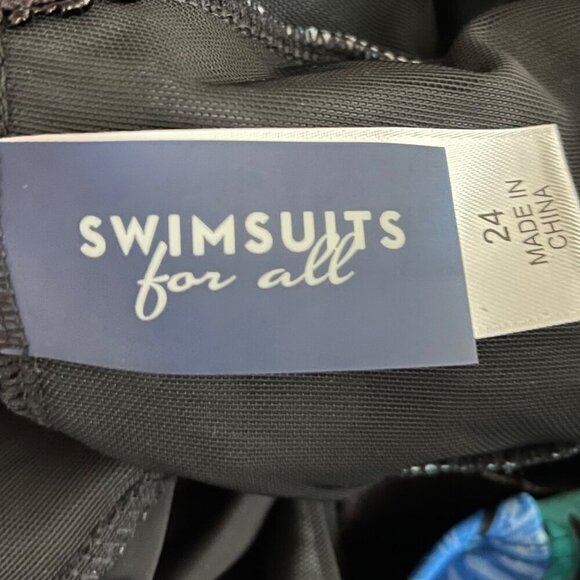 SWIMSUITS
for all
24
MADE IN
CHINA